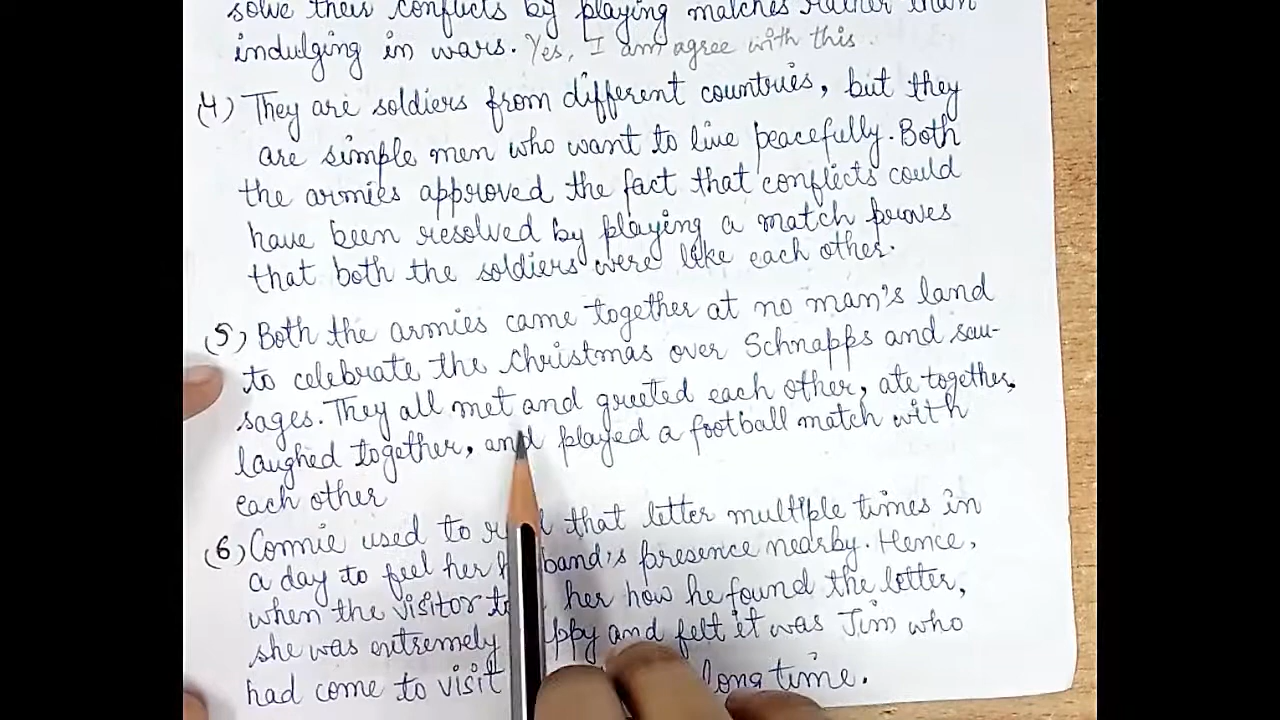 solve their conflicts by playing matches rather than
indulging in wars. Yes, I am agree with this.
(4) They are soldiers from different countries, but they
are simple men who want to live peacefully. Both
the armies approved the fact that conflicts could
have been resolved by playing a match proves
that both the soldiers were like each other.
(5) Both the armies came together at no man's land
to celebrate the Christmas over Schnapps and sau-
sages. They all met and greeted each other, ate together,
laughed together, and played a football match with
each other
(6) Connie used to that letter multiple times in
a day to feel her band's presence nearby. Hence,
when the visitor her how he found the letter,
she was extremely ppy and felt it was Jim who
had come to visit long time.